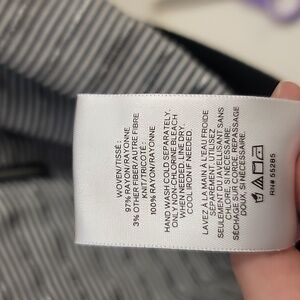 WOVEN/TISSÉ :
97% RAYON/RAYONNE
3% OTHER FIBER/AUTRE FIBRE
KNIT/TRICOTÉ :
100% RAYON/RAYONNE
HAND WASH COLD SEPARATELY.
ONLY NON-CHLORINE BLEACH
WHEN NEEDED. LINE DRY.
COOL IRON IF NEEDED.
LAVEZ À LA MAIN À L'EAU FROIDE
SÉPARÉMENT. UTILISEZ
SEULEMENT DU JAVELLISANT SANS
CHLORE, SI NÉCESSAIRE.
SÉCHAGE SUR CORDE. REPASSAGE
DOUX, SI NÉCESSAIRE.
RN# 55285